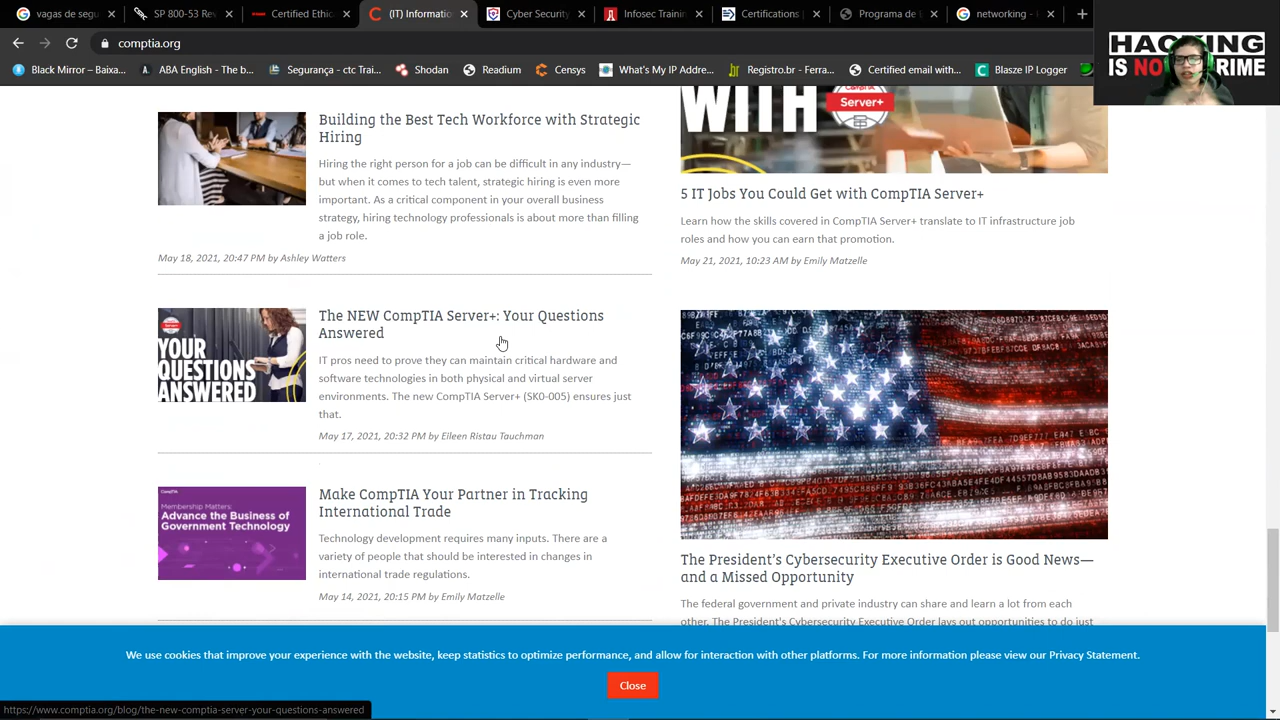 vagas
800-53 Rev
(IT) Informatic
Cyber Security
Infosec Training
Certifications
Programa de
networking -
comptia.org
Black Mirror – Baixa...
ABA English - The b...
Segurança - ctc Trai...
Censys
What's My IP Addre...
Registro.br - Ferra...
Certified with cred...
Blasze IP Logger
HACKING
IS NO
RIME
WITH
Server+
Building the Best Tech Workforce with Strategic
Hiring
Hiring the right person for a job can be difficult in any industry—
but when it comes to tech talent, strategic hiring is even more
important. As a critical component in your overall business
strategy, hiring technology professionals is about more than filling
a job role.
May 18, 2021, 20:47 PM by Ashley Watters
YOUR
QUESTIONS
ANSWERED
The NEW CompTIA Server+: Your Questions
Answered
IT pros need to prove they can maintain critical hardware and
software technologies in both physical and virtual server
environments. The new CompTIA Server+ (SK0-005) ensures just
that.
May 17, 2021, 20:32 PM by Eileen Ristau Tauchman
CompTIA
Membership Matters:
Advance the Business of
Government Technology
Make CompTIA Your Partner in Tracking
International Trade
Technology development requires many inputs. There are a
variety of people that should be interested in changes in
international trade regulations.
May 14, 2021, 20:15 PM by Emily Matzelle
5 IT Jobs You Could Get with CompTIA Server+
Learn how the skills covered in CompTIA Server+ translate to IT infrastructure job
roles and how you can earn that promotion.
May 21, 2021, 10:23 AM by Emily Matzelle
The President's Cybersecurity Executive Order is Good News—
and a Missed Opportunity
The federal government and private industry can share and learn a lot from each
other. The President's Cybersecurity Executive Order lays out opportunities to do just
We use cookies that improve your experience with the website, keep statistics to optimize performance, and allow for interaction with other platforms. For more information please view our Privacy Statement.
Close
https://www.comptia.org/blog/the-new-comptia-server-your-questions-answered